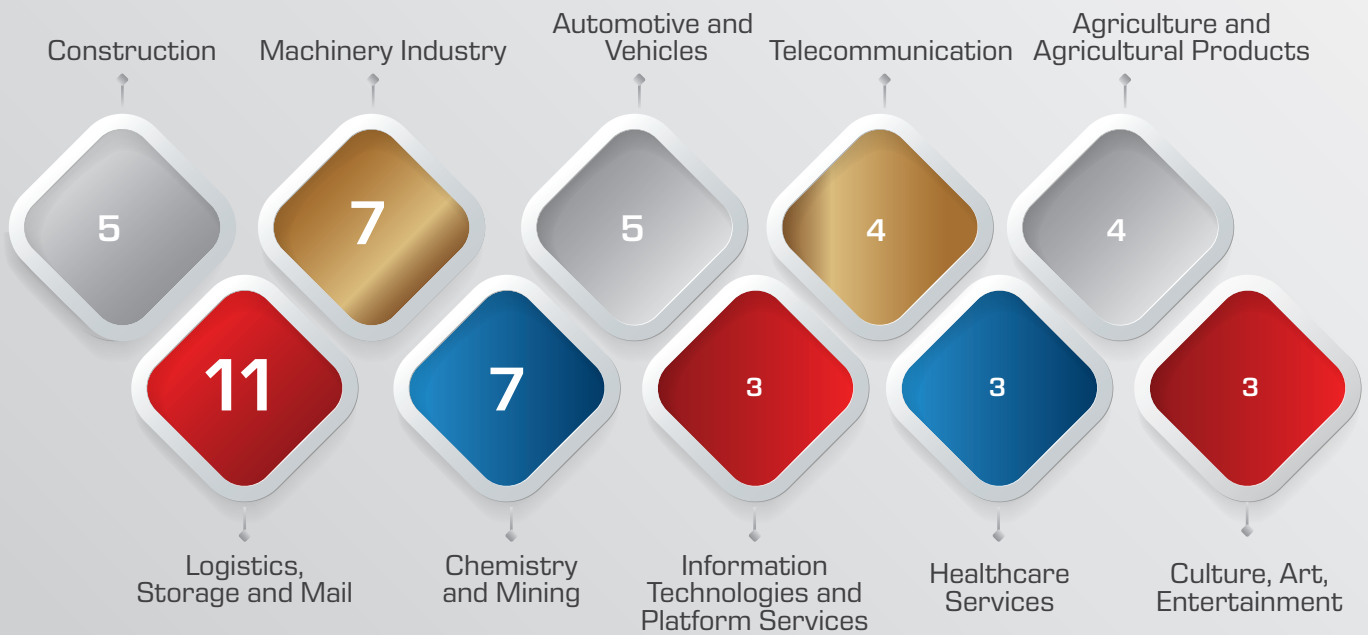 Construction
Machinery Industry
Automotive and
Vehicles
Telecommunication
Agriculture and
Agricultural Products
5
7
5
4
4
11
7
3
3
3
Logistics,
Storage and Mail
Chemistry
and Mining
Information
Technologies and
Platform Services
Healthcare
Services
Culture, Art,
Entertainment